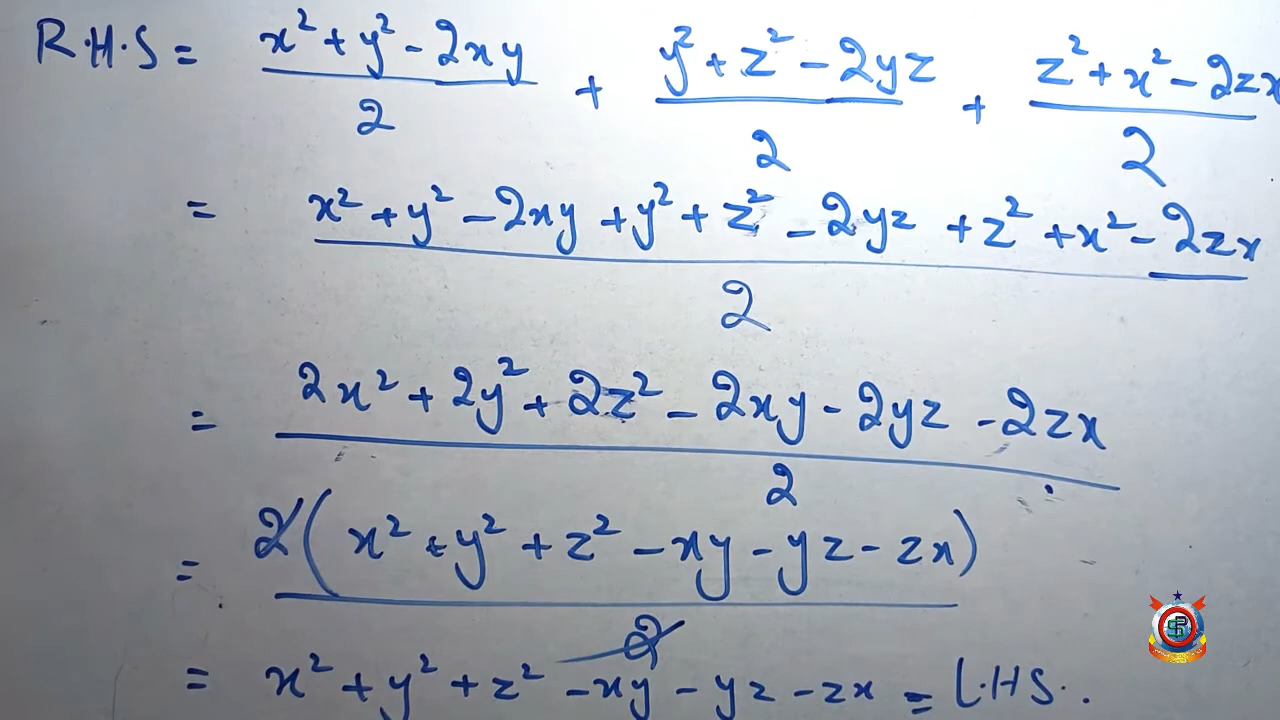 R.H.S = (x² + y² - 2xy)/2 + (y² + z² - 2yz)/2 + (z² + x² - 2zx)/2
= (x² + y² - 2xy + y² + z² - 2yz + z² + x² - 2zx)/2
= (2x² + 2y² + 2z² - 2xy - 2yz - 2zx)/2
= 2(x² + y² + z² - xy - yz - zx)/2
= x² + y² + z² - xy - yz - zx = L.HS..